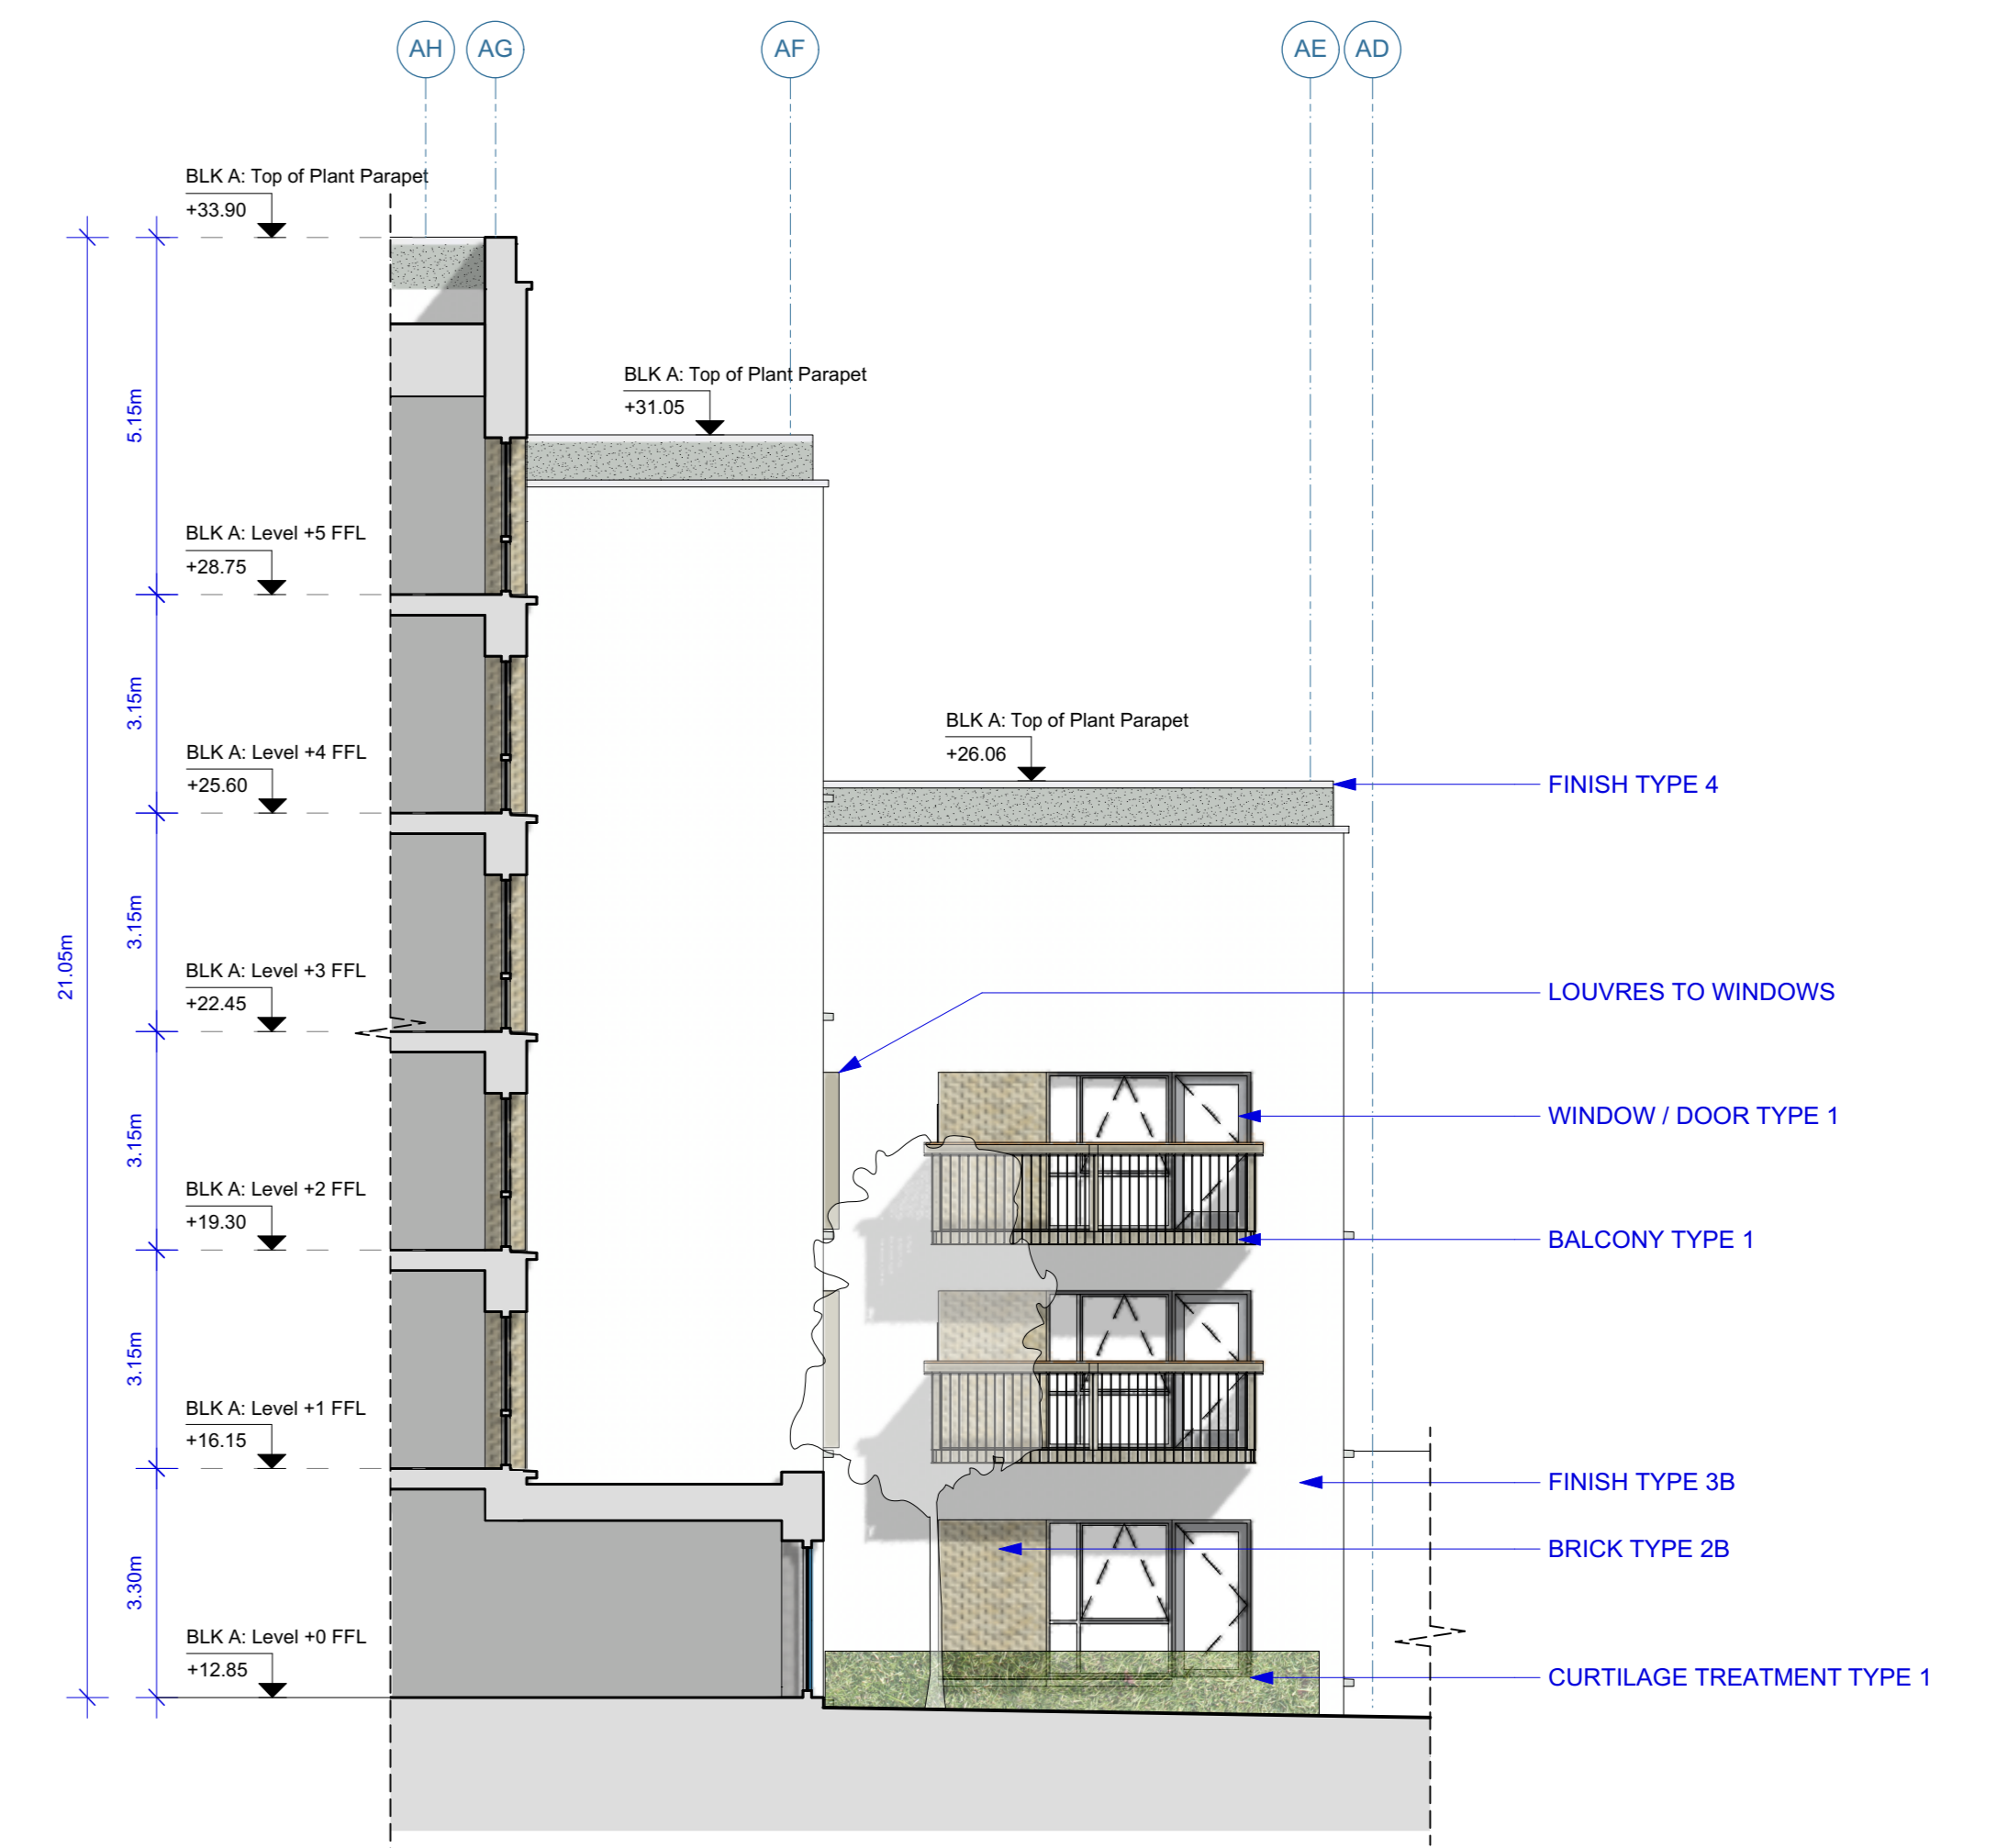 AH
AG
AF
AE
AD
BLK A: Top of Plant Parapet
+33.90
BLK A: Top of Plant Parapet
+31.05
5.15m
BLK A: Level +5 FFL
+28.75
3.15m
BLK A: Top of Plant Parapet
+26.06
BLK A: Level +4 FFL
+25.60
FINISH TYPE 4
3.15m
21.05m
BLK A: Level +3 FFL
+22.45
LOUVRES TO WINDOWS
3.15m
WINDOW / DOOR TYPE 1
BLK A: Level +2 FFL
+19.30
BALCONY TYPE 1
3.15m
BLK A: Level +1 FFL
+16.15
FINISH TYPE 3B
BRICK TYPE 2B
3.30m
BLK A: Level +0 FFL
+12.85
CURTILAGE TREATMENT TYPE 1